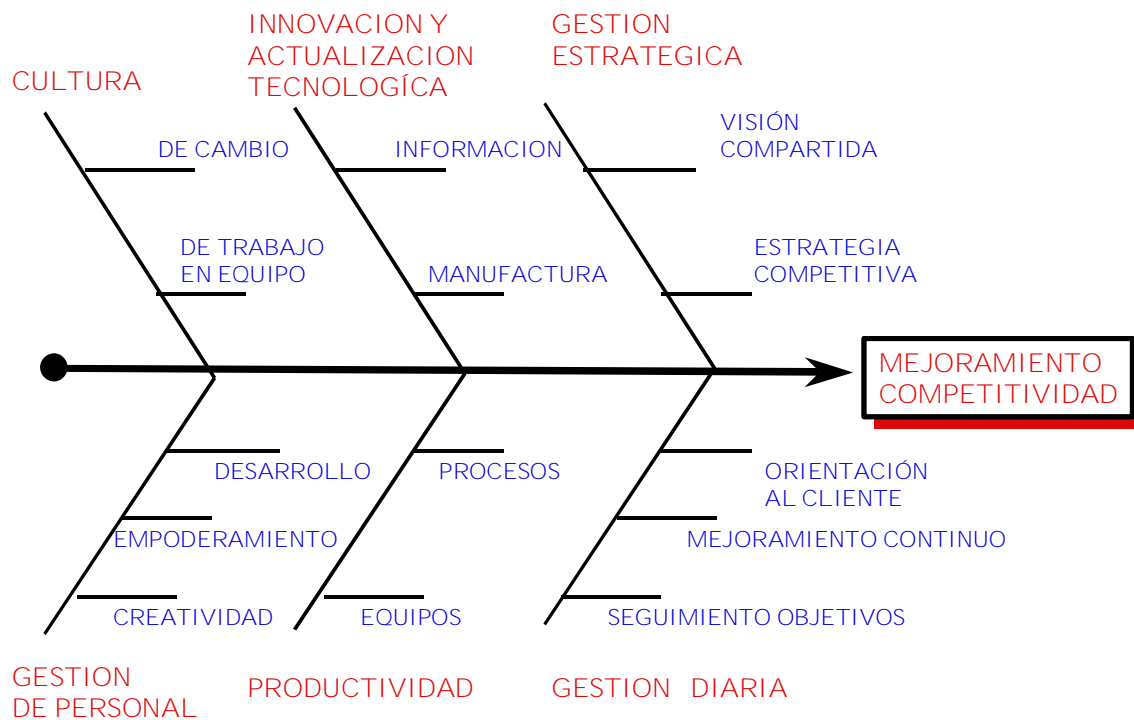 CULTURA
INNOVACION Y
ACTUALIZACION
TECNOLOGÍCA
GESTION
ESTRATEGICA
DE CAMBIO
INFORMACION
VISIÓN
COMPARTIDA
DE TRABAJO
EN EQUIPO
MANUFACTURA
ESTRATEGIA
COMPETITIVA
MEJORAMIENTO
COMPETITIVIDAD
DESARROLLO
PROCESOS
ORIENTACIÓN
AL CLIENTE
EMPODERAMIENTO
MEJORAMIENTO CONTINUO
CREATIVIDAD
EQUIPOS
SEGUIMIENTO OBJETIVOS
GESTION
DE PERSONAL
PRODUCTIVIDAD
GESTION DIARIA